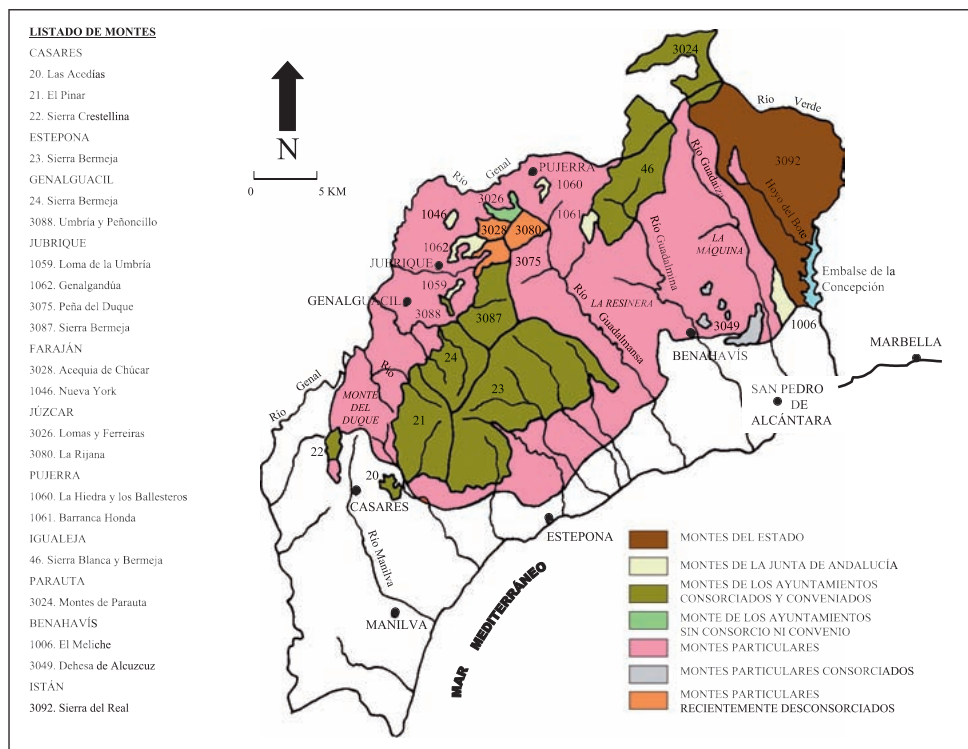 LISTADO DE MONTES
CASARES
20. Las Acedías
21. El Pinar
22. Sierra Crestellina
ESTEPONA
23. Sierra Bermeja
GENALGUACIL
24. Sierra Bermeja
3088. Umbría y Peñoncillo
JUBRIQUE
1059. Loma de la Umbría
1062. Genalgandúa
3075. Peña del Duque
3087. Sierra Bermeja
FARAJÁN
3028. Acequia de Chúcar
1046. Nueva York
JÚZCAR
3026. Lomas y Ferreiras
3080. La Rijana
PUJERRA
1060. La Hiedra y los Ballesteros
1061. Barranca Honda
IGUALEJA
46. Sierra Blanca y Bermeja
PARAUTA
3024. Montes de Parauta
BENAHAVÍS
1006. El Meliche
3049. Dehesa de Alcuzcuz
ISTÁN
3092. Sierra del Real
N
0 5 KM
3024
Río Verde
3092
Río Genal
PUJERRA
46
Río Guadaiza
1060
3026
Hoyo del Bote
1046
1061
3028
3080
Río Guadalmina
LA
MAQUINA
1062
3075
JUBRIQUE
Embalse de la
Concepción
1059
GENALGUACIL
LA RESINERA
3088
3087
Río Guadalmansa
3049
1006
BENAHAVÍS
MARBELLA
24
Río Genal
Río
MONTE
DEL
DUQUE
23
SAN PEDRO
DE
ALCÁNTARA
21
22
20
CASARES
ESTEPONA
Río Manilva
MANILVA
MAR MEDITERRÁNEO
MONTES DEL ESTADO
MONTES DE LA JUNTA DE ANDALUCÍA
MONTES DE LOS AYUNTAMIENTOS
CONSORCIADOS Y CONVENIADOS
MONTE DE LOS AYUNTAMIENTOS
SIN CONSORCIO NI CONVENIO
MONTES PARTICULARES
MONTES PARTICULARES CONSORCIADOS
MONTES PARTICULARES
RECIENTEMENTE DESCONSORCIADOS